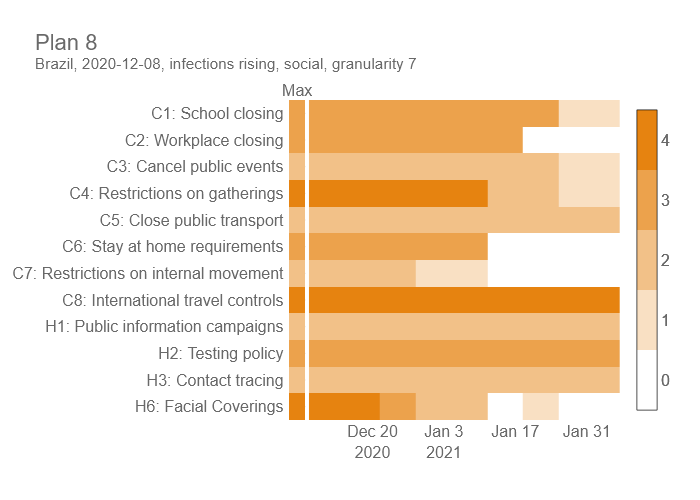 Plan 8
Brazil, 2020-12-08, infections rising, social, granularity 7
Max
C1: School closing
C2: Workplace closing
C3: Cancel public events
C4: Restrictions on gatherings
C5: Close public transport
C6: Stay at home requirements
C7: Restrictions on internal movement
C8: International travel controls
H1: Public information campaigns
H2: Testing policy
H3: Contact tracing
H6: Facial Coverings
4
3
2
1
0
Dec 20 Jan 3 Jan 17 Jan 31
2020 2021